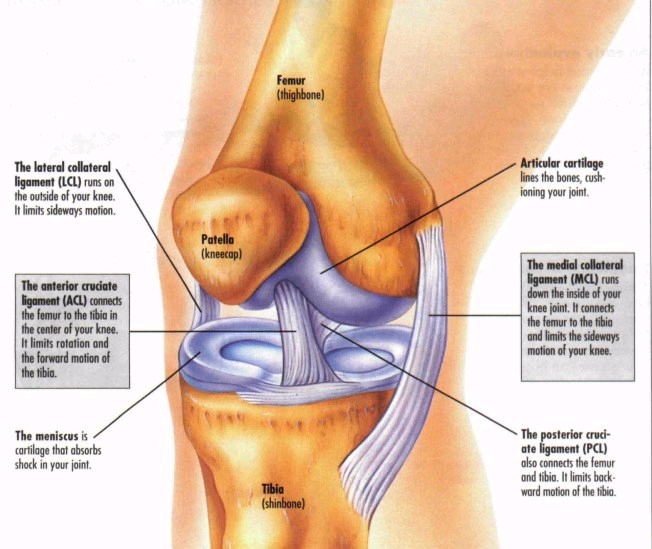 Femur
(thighbone)
The lateral collateral
ligament (LCL) runs on
the outside of your knee.
It limits sideways motion.
Articular cartilage
lines the bones, cush-
ioning your joint.
Patella
(kneecap)
The anterior cruciate
ligament (ACL) connects
the femur to the tibia in
the center of your knee.
It limits rotation and
the forward motion of
the tibia.
The medial collateral
ligament (MCL) runs
down the inside of your
knee joint. It connects
the femur to the tibia
and limits the sideways
motion of your knee.
The meniscus is
cartilage that absorbs
shock in your joint.
The posterior cruci-
ate ligament (PCL)
also connects the femur
and tibia. It limits back-
ward motion of the tibia.
Tibia
(shinbone)